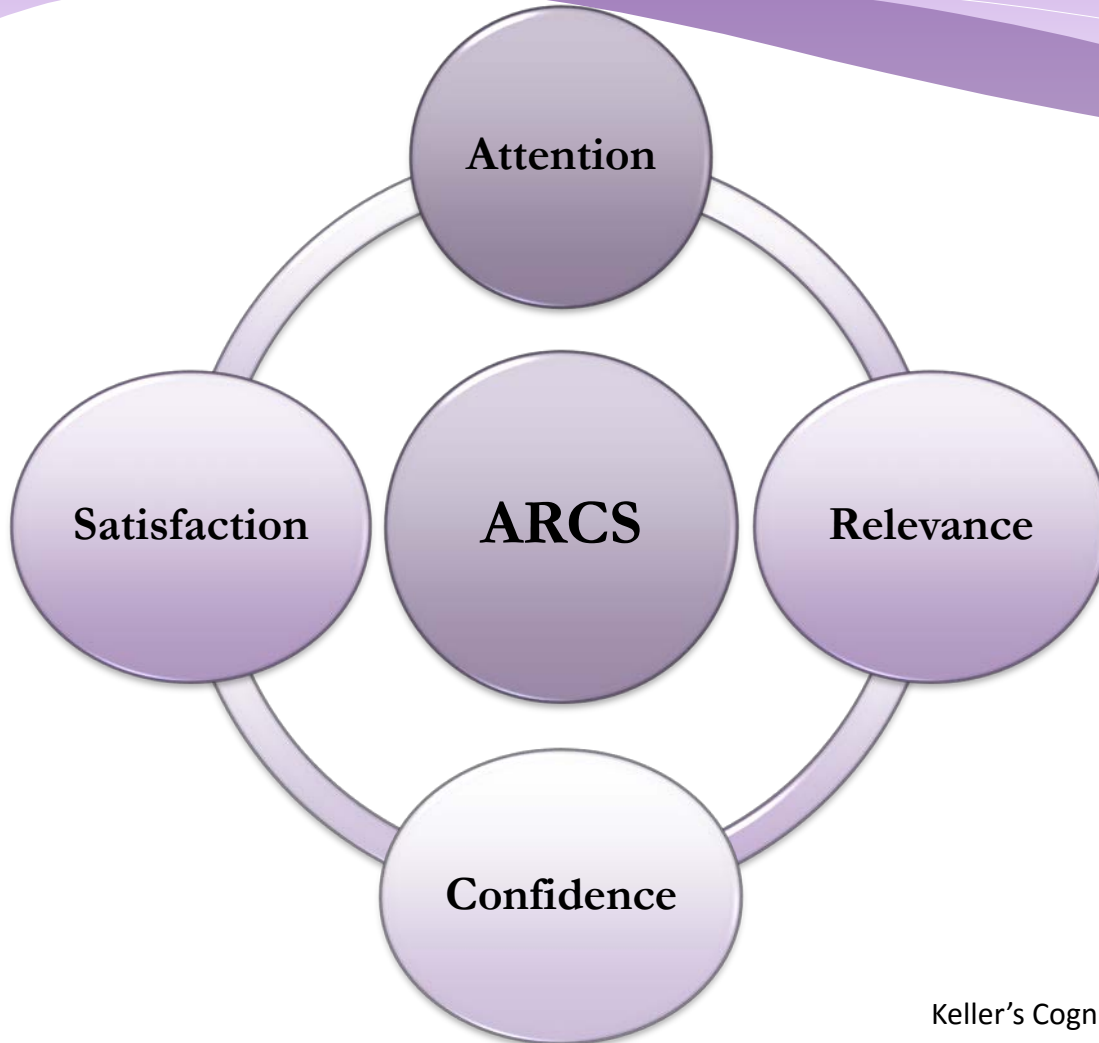 Attention
Satisfaction
ARCS
Relevance
Confidence
Keller’s Cogn